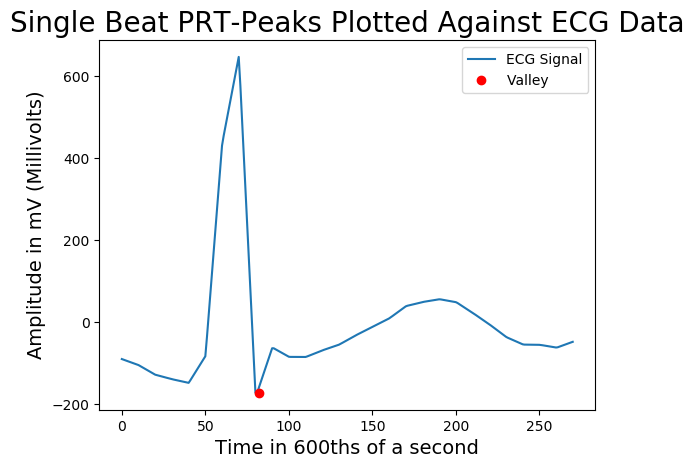 Single Beat PRT-Peaks Plotted Against ECG Data
ECG Signal
Valley
Amplitude in mV (Millivolts)
600
400
200
0
−200
0 50 100 150 200 250
Time in 600ths of a second